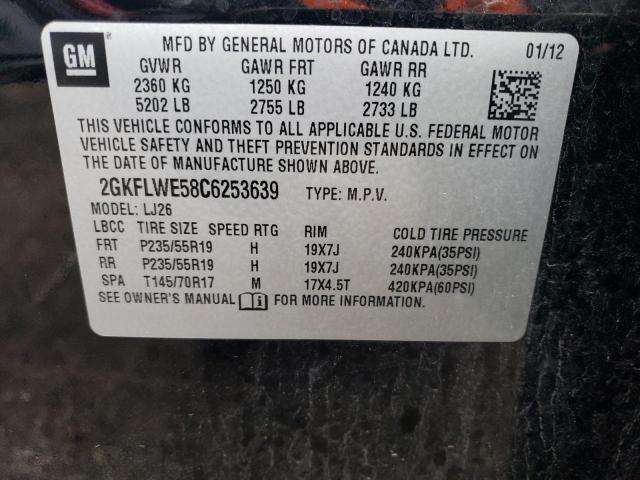 GM
MFD BY GENERAL MOTORS OF CANADA LTD. 01/12
GVWR GAWR FRT GAWR RR
2360 KG 1250 KG 1240 KG
5202 LB 2755 LB 2733 LB
THIS VEHICLE CONFORMS TO ALL APPLICABLE U.S. FEDERAL MOTOR
VEHICLE SAFETY AND THEFT PREVENTION STANDARDS IN EFFECT ON
THE DATE OF MANUFACTURE SHOWN ABOVE.
2GKFLWE58C6253639 TYPE: M.P.V.
MODEL: LJ26
LBCC TIRE SIZE SPEED RTG RIM COLD TIRE PRESSURE
FRT P235/55R19 H 19X7J 240KPA(35PSI)
RR P235/55R19 H 19X7J 240KPA(35PSI)
SPA T145/70R17 M 17X4.5T 420KPA(60PSI)
SEE OWNER'S MANUAL FOR MORE INFORMATION.